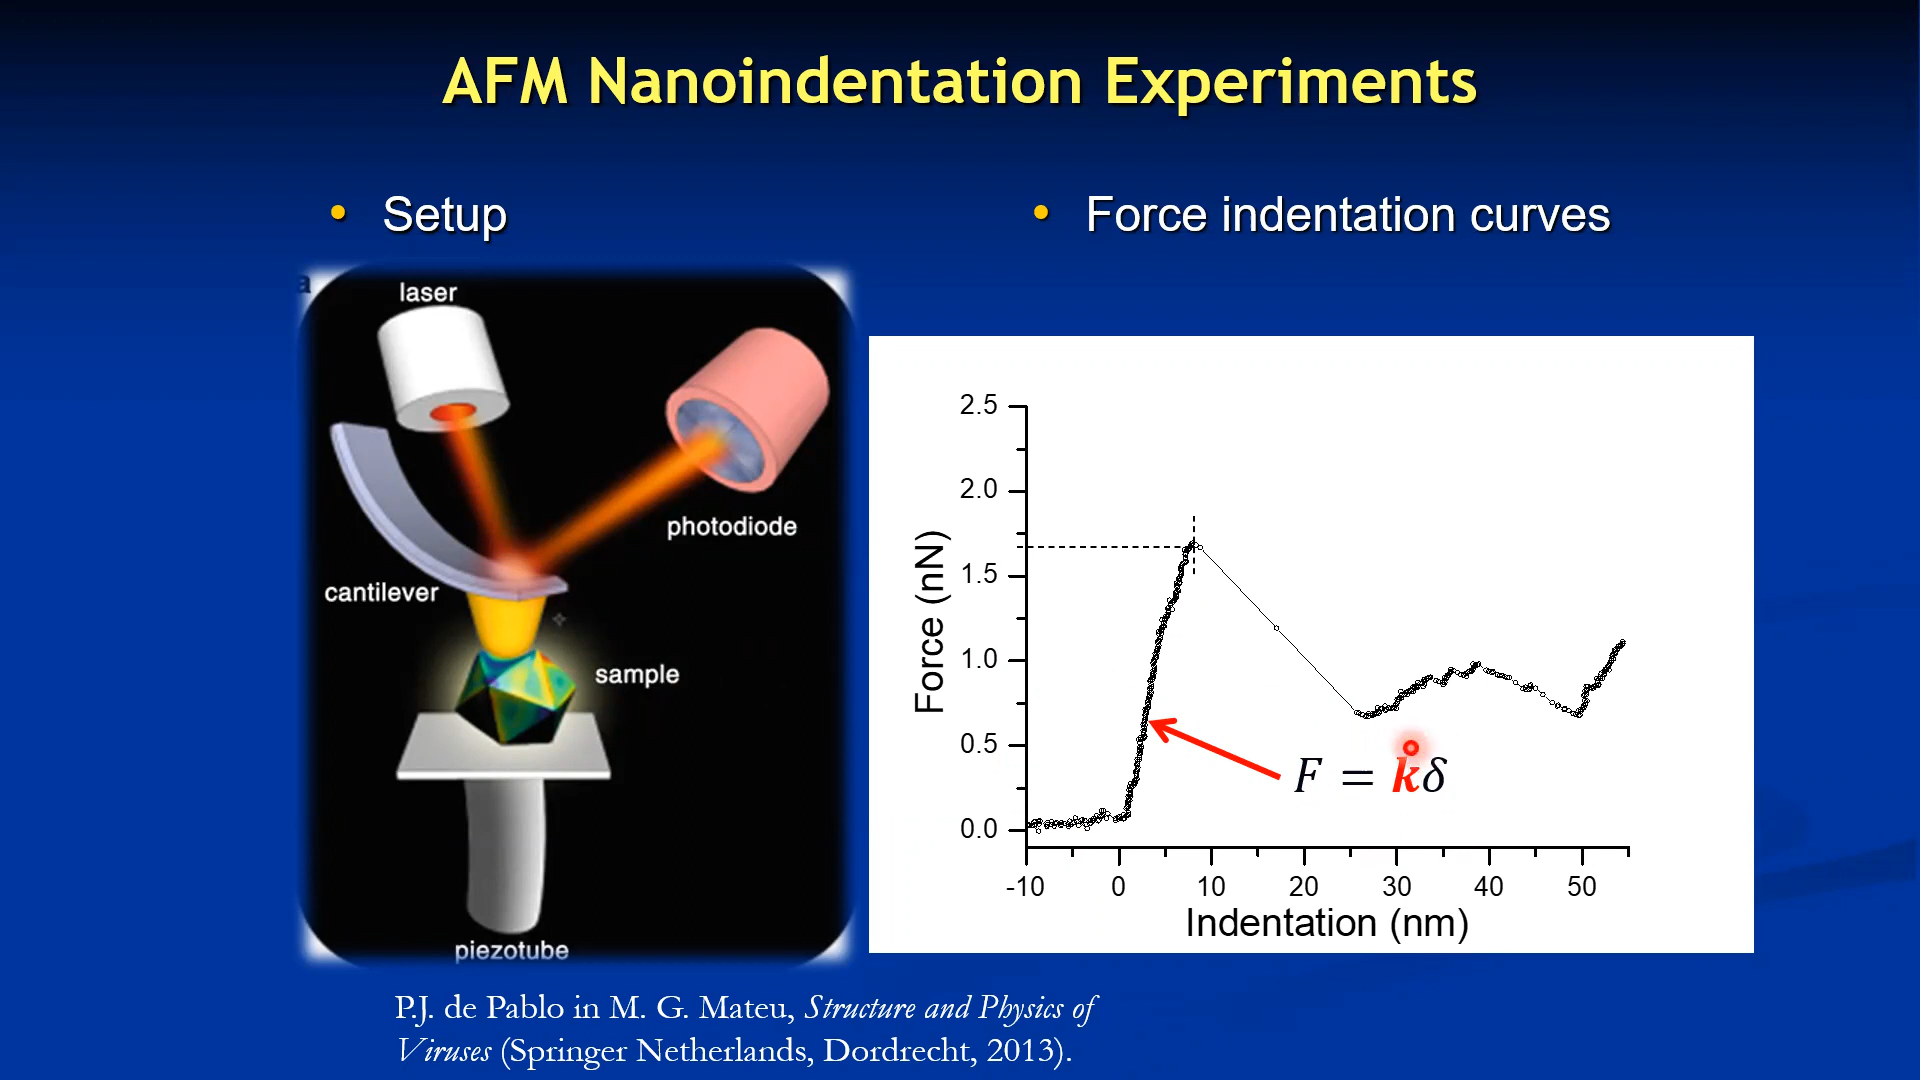 AFM Nanoindentation Experiments
• Setup
• Force indentation curves
a
laser
photodiode
cantilever
sample
piezotube
2.5
2.0
1.5
1.0
0.5
0.0
Force (nN)
F = kδ
-10 0 10 20 30 40 50
Indentation (nm)
P.J. de Pablo in M. G. Mateu, Structure and Physics of
Viruses (Springer Netherlands, Dordrecht, 2013).